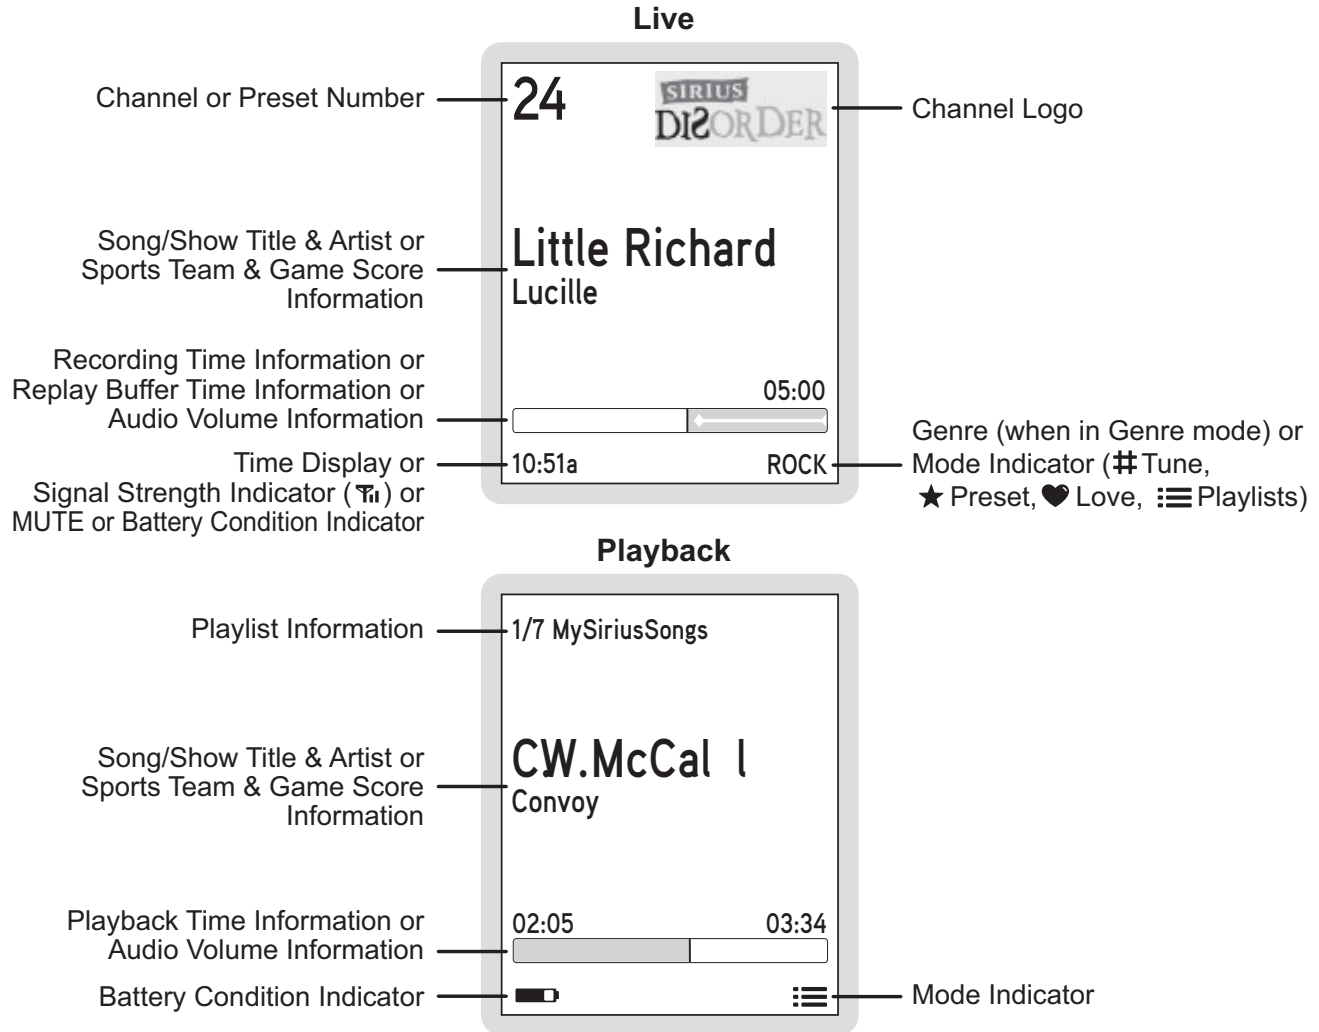 Live
Channel or Preset Number
24
SIRIUS
DISORDER
Channel Logo
Song/Show Title & Artist or
Sports Team & Game Score
Information
Little Richard
Lucille
Recording Time Information or
Replay Buffer Time Information or
Audio Volume Information
05:00
Time Display or
Signal Strength Indicator ( ) or
MUTE or Battery Condition Indicator
10:51a
ROCK
Genre (when in Genre mode) or
Mode Indicator (# Tune,
★ Preset, ♥ Love, Playlists)
Playback
Playlist Information
1/7 MySiriusSongs
Song/Show Title & Artist or
Sports Team & Game Score
Information
C.W.McCal l
Convoy
Playback Time Information or
Audio Volume Information
02:05
03:34
Battery Condition Indicator
Mode Indicator